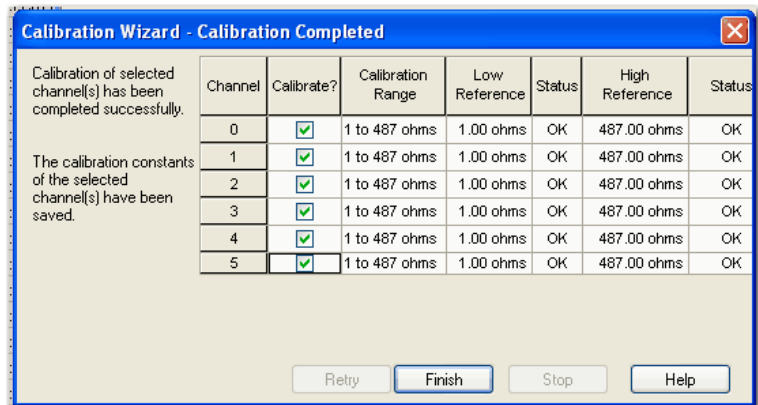 Calibration Wizard - Calibration Completed
Calibration of selected
channel(s) has been
completed successfully.
The calibration constants
of the selected
channel(s) have been
saved.
Channel Calibrate? Calibration Range Low Reference Status High Reference Status
0 1 to 487 ohms 1.00 ohms OK 487.00 ohms OK
1 1 to 487 ohms 1.00 ohms OK 487.00 ohms OK
2 1 to 487 ohms 1.00 ohms OK 487.00 ohms OK
3 1 to 487 ohms 1.00 ohms OK 487.00 ohms OK
4 1 to 487 ohms 1.00 ohms OK 487.00 ohms OK
5 1 to 487 ohms 1.00 ohms OK 487.00 ohms OK
Retry Finish Stop Help